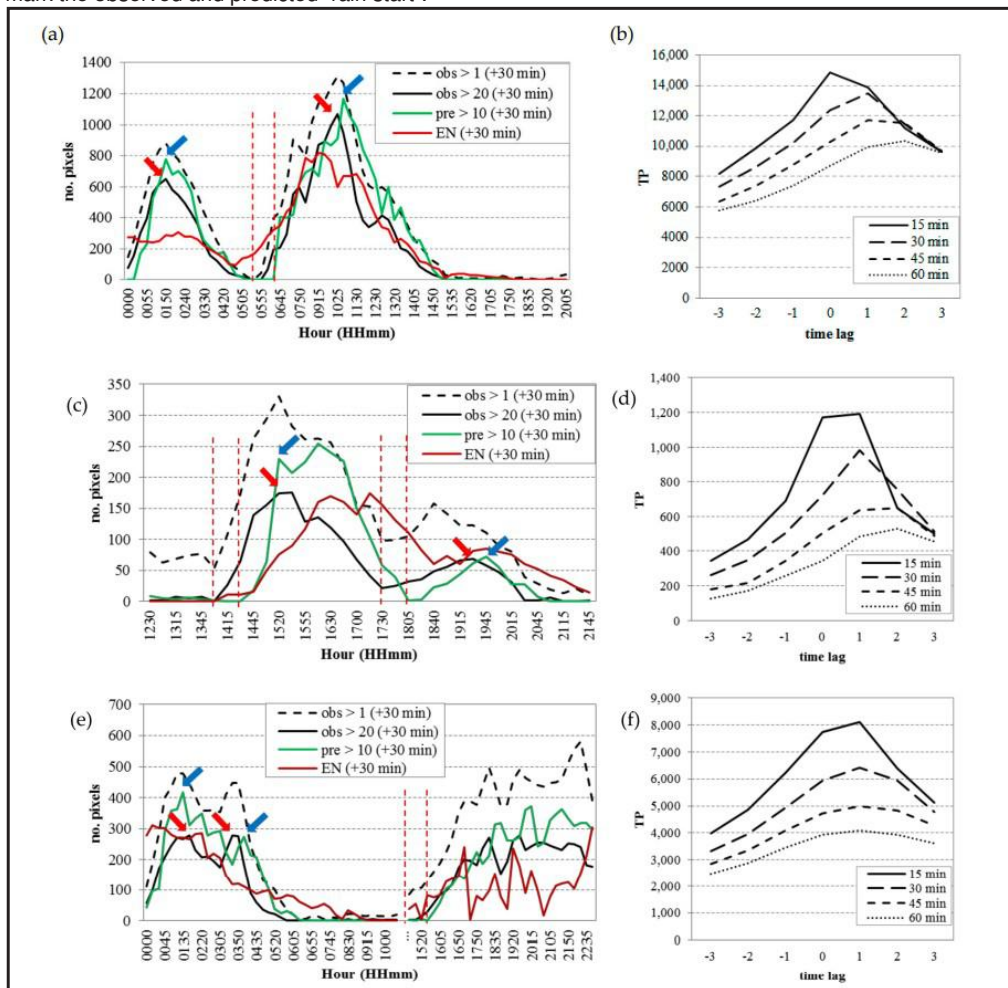 mark the observed and predicted "rain start".
(a)
1400
1200
1000
800
600
400
200
0
no. pixels
obs > 1 (+30 min)
obs > 20 (+30 min)
pre > 10 (+30 min)
EN (+30 min)
0000 0055 0150 0240 0330 0420 0505 0555 0645 0750 0915 1025 1130 1230 1320 1405 1450 1535 1620 1705 1750 1835 1920 2005
Hour (HHmm)
(b)
16,000
14,000
12,000
10,000
8000
6000
4000
2000
0
TP
15 min
30 min
45 min
60 min
-3 -2 -1 0 1 2 3
time lag
(c)
350
300
250
200
150
100
50
0
no. pixels
obs > 1 (+30 min)
obs > 20 (+30 min)
pre > 10 (+30 min)
EN (+30 min)
1230 1315 1345 1415 1445 1520 1555 1630 1700 1730 1805 1840 1915 1945 2015 2045 2115 2145
Hour (HHmm)
(d)
1,400
1,200
1,000
800
600
400
200
0
TP
15 min
30 min
45 min
60 min
-3 -2 -1 0 1 2 3
time lag
(e)
700
600
500
400
300
200
100
0
no. pixels
obs > 1 (+30 min)
obs > 20 (+30 min)
pre > 10 (+30 min)
EN (+30 min)
0000 0045 0135 0220 0305 0350 0435 0520 0605 0655 0745 0830 0915 1000 ... 1520 1605 1650 1750 1835 1920 2015 2105 2150 2235
Hour (HHmm)
(f)
9,000
8,000
7,000
6,000
5,000
4,000
3,000
2,000
1,000
0
TP
15 min
30 min
45 min
60 min
-3 -2 -1 0 1 2 3
time lag